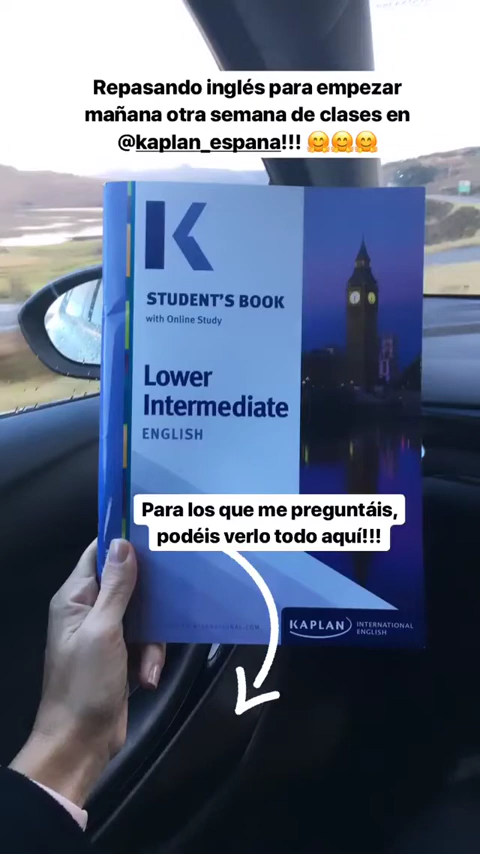 Repasando inglés para empezar
mañana otra semana de clases en
@kaplan_espana!!! 🤗🤗🤗
K
STUDENT'S BOOK
with Online Study
Lower
Intermediate
ENGLISH
Para los que me preguntáis,
podéis verlo todo aquí!!!
KAPLAN INTERNATIONAL
ENGLISH